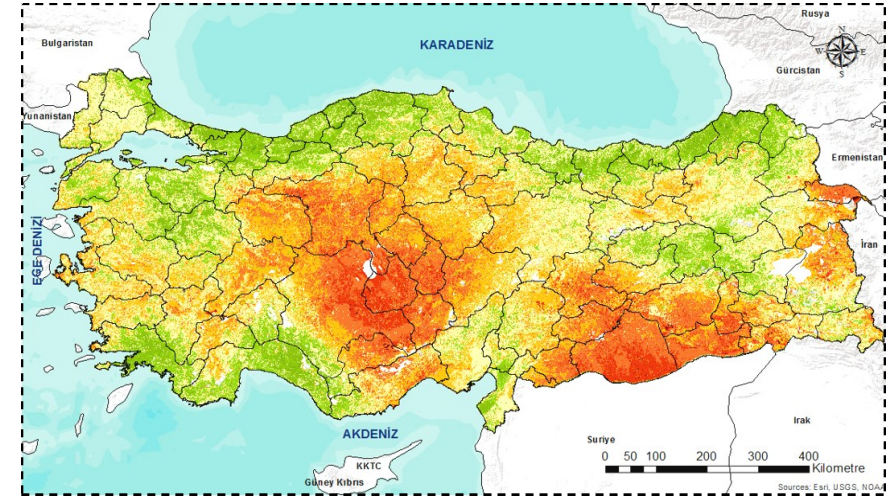 Rusya
Bulgaristan
KARADENİZ
N
W E
S
Gürcistan
Yunanistan
Ermenistan
EGE DENİZİ
İran
AKDENİZ
Suriye
Irak
KKTC
Güney Kıbrıs
0 50 100 200 300 400
Kilometre
Sources: Esri, USGS, NOAA